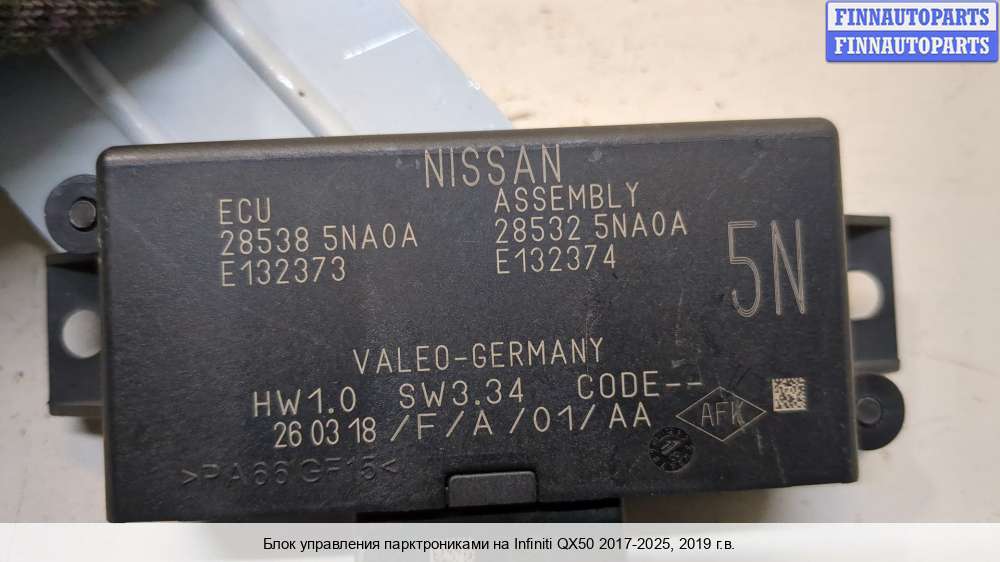 FINNAUTOPARTS
FINNAUTOPARTS
NISSAN
ECU
28538 5NA0A
E132373
ASSEMBLY
28532 5NA0A
E132374
5N
VALEO-GERMANY
HW1.0 SW3.34 CODE--
26 03 18 /F/A/01/AA
AFK
>PA66 GF15<
Блок управления парктрониками на Infiniti QX50 2017-2025, 2019 г.в.